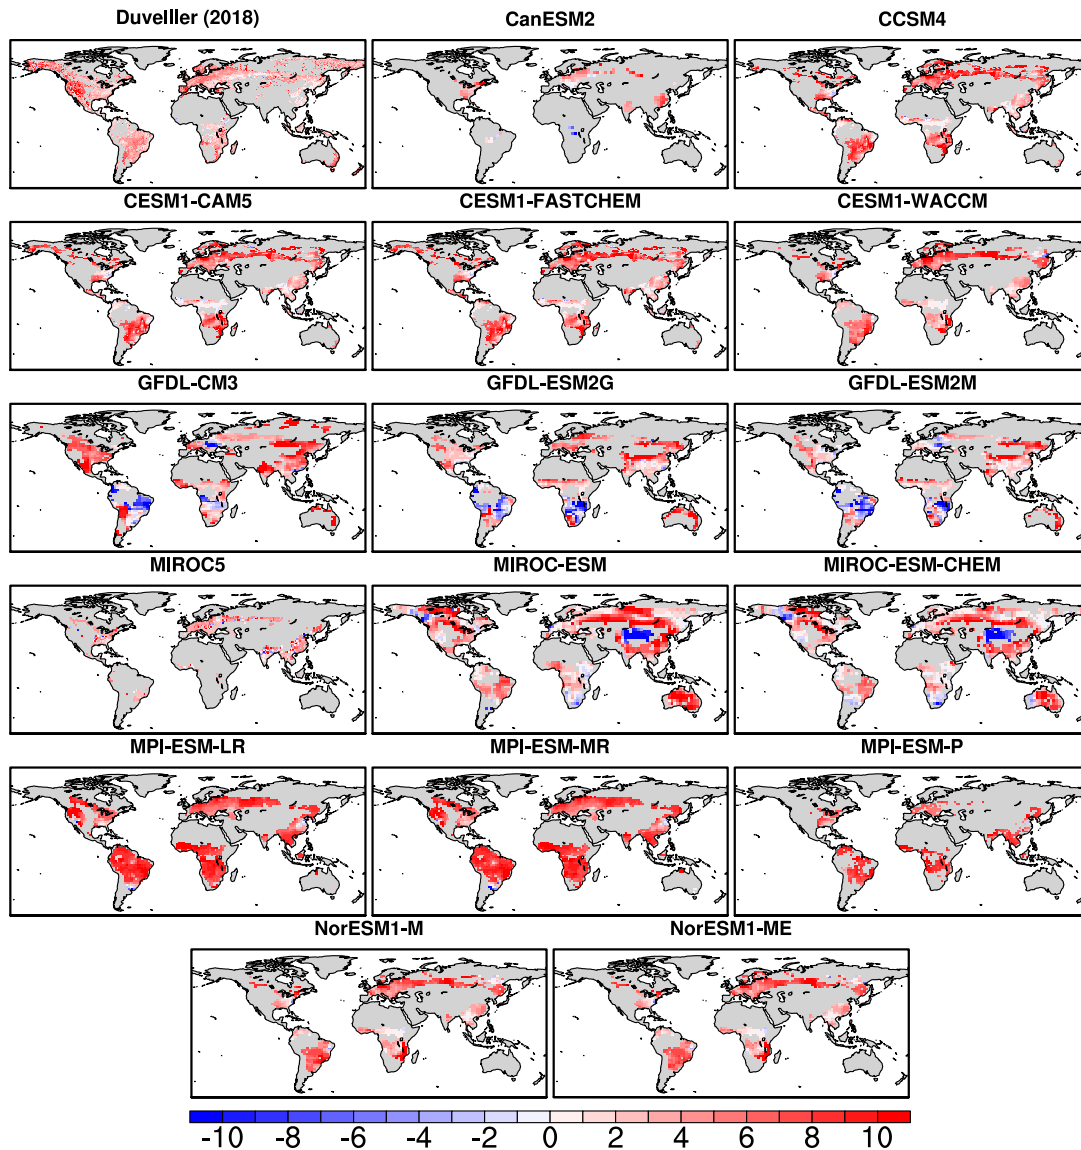 Duvelller (2018) CanESM2 CCSM4
CESM1-CAM5 CESM1-FASTCHEM CESM1-WACCM
GFDL-CM3 GFDL-ESM2G GFDL-ESM2M
MIROC5 MIROC-ESM MIROC-ESM-CHEM
MPI-ESM-LR MPI-ESM-MR MPI-ESM-P
NorESM1-M NorESM1-ME
-10 -8 -6 -4 -2 0 2 4 6 8 10